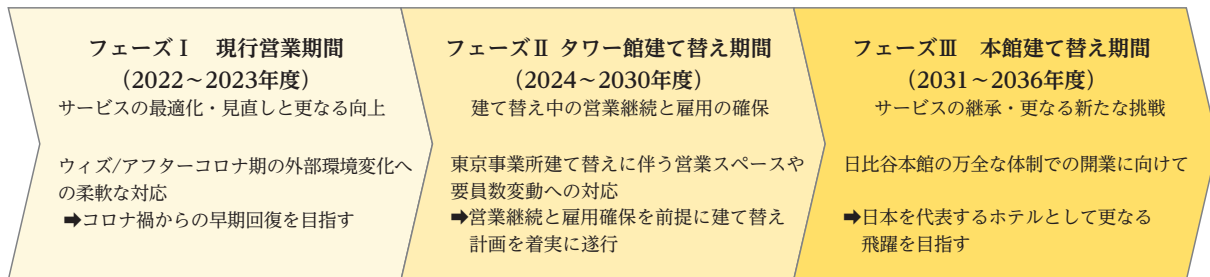 フェーズⅠ　現行営業期間
（2022～2023年度）
サービスの最適化・見直しと更なる向上
ウィズ/アフターコロナ期の外部環境変化へ
の柔軟な対応
➡コロナ禍からの早期回復を目指す
フェーズⅡ タワー館建て替え期間
（2024～2030年度）
建て替え中の営業継続と雇用の確保
東京事業所建て替えに伴う営業スペースや
要員数変動への対応
➡営業継続と雇用確保を前提に建て替え
計画を着実に遂行
フェーズⅢ　本館建て替え期間
（2031～2036年度）
サービスの継承・更なる新たな挑戦
日比谷本館の万全な体制での開業に向けて
➡日本を代表するホテルとして更なる
飛躍を目指す